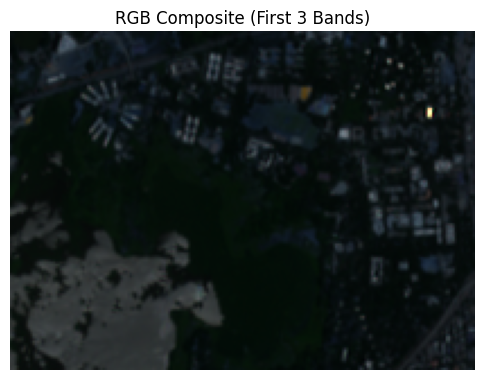 RGB Composite (First 3 Bands)